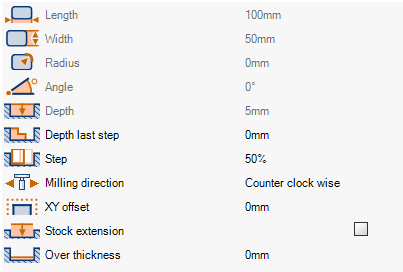 Length 100mm
Width 50mm
Radius 0mm
Angle 0°
Depth 5mm
Depth last step 0mm
Step 50%
Milling direction Counter clock wise
XY offset 0mm
Stock extension
Over thickness 0mm